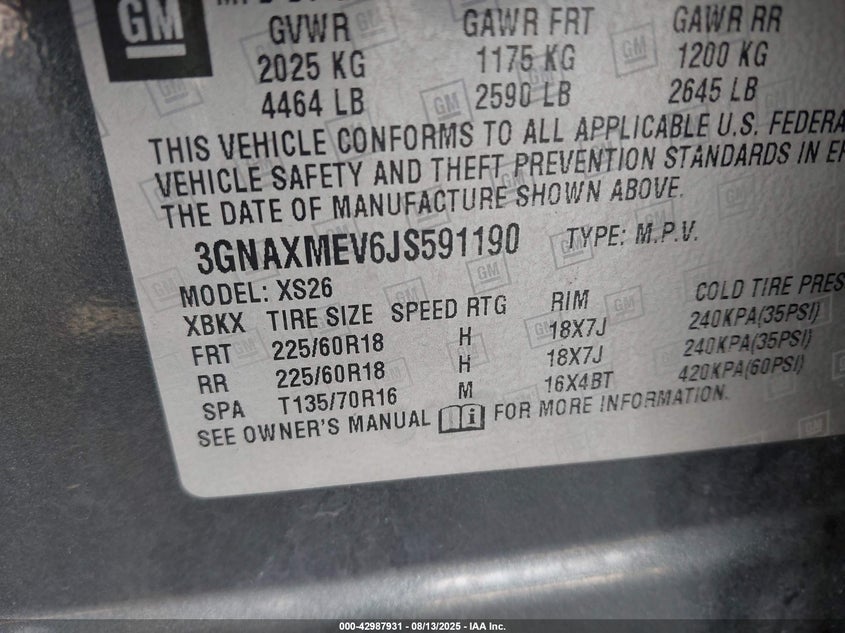 GM
GVWR GAWR FRT GAWR RR
2025 KG 1175 KG 1200 KG
4464 LB 2590 LB 2645 LB
THIS VEHICLE CONFORMS TO ALL APPLICABLE U.S. FEDERA
VEHICLE SAFETY AND THEFT PREVENTION STANDARDS IN EF
THE DATE OF MANUFACTURE SHOWN ABOVE.
3GNAXMEV6JS591190 TYPE: M.P.V.
MODEL: XS26
XBKX TIRE SIZE SPEED RTG RIM COLD TIRE PRES
FRT 225/60R18 H 18X7J 240KPA(35PSI)
RR 225/60R18 H 18X7J 240KPA(35PSI)
SPA T135/70R16 M 16X4BT 420KPA(60PSI)
SEE OWNER'S MANUAL FOR MORE INFORMATION.
000-42987931 - 08/13/2025 - IAA Inc.